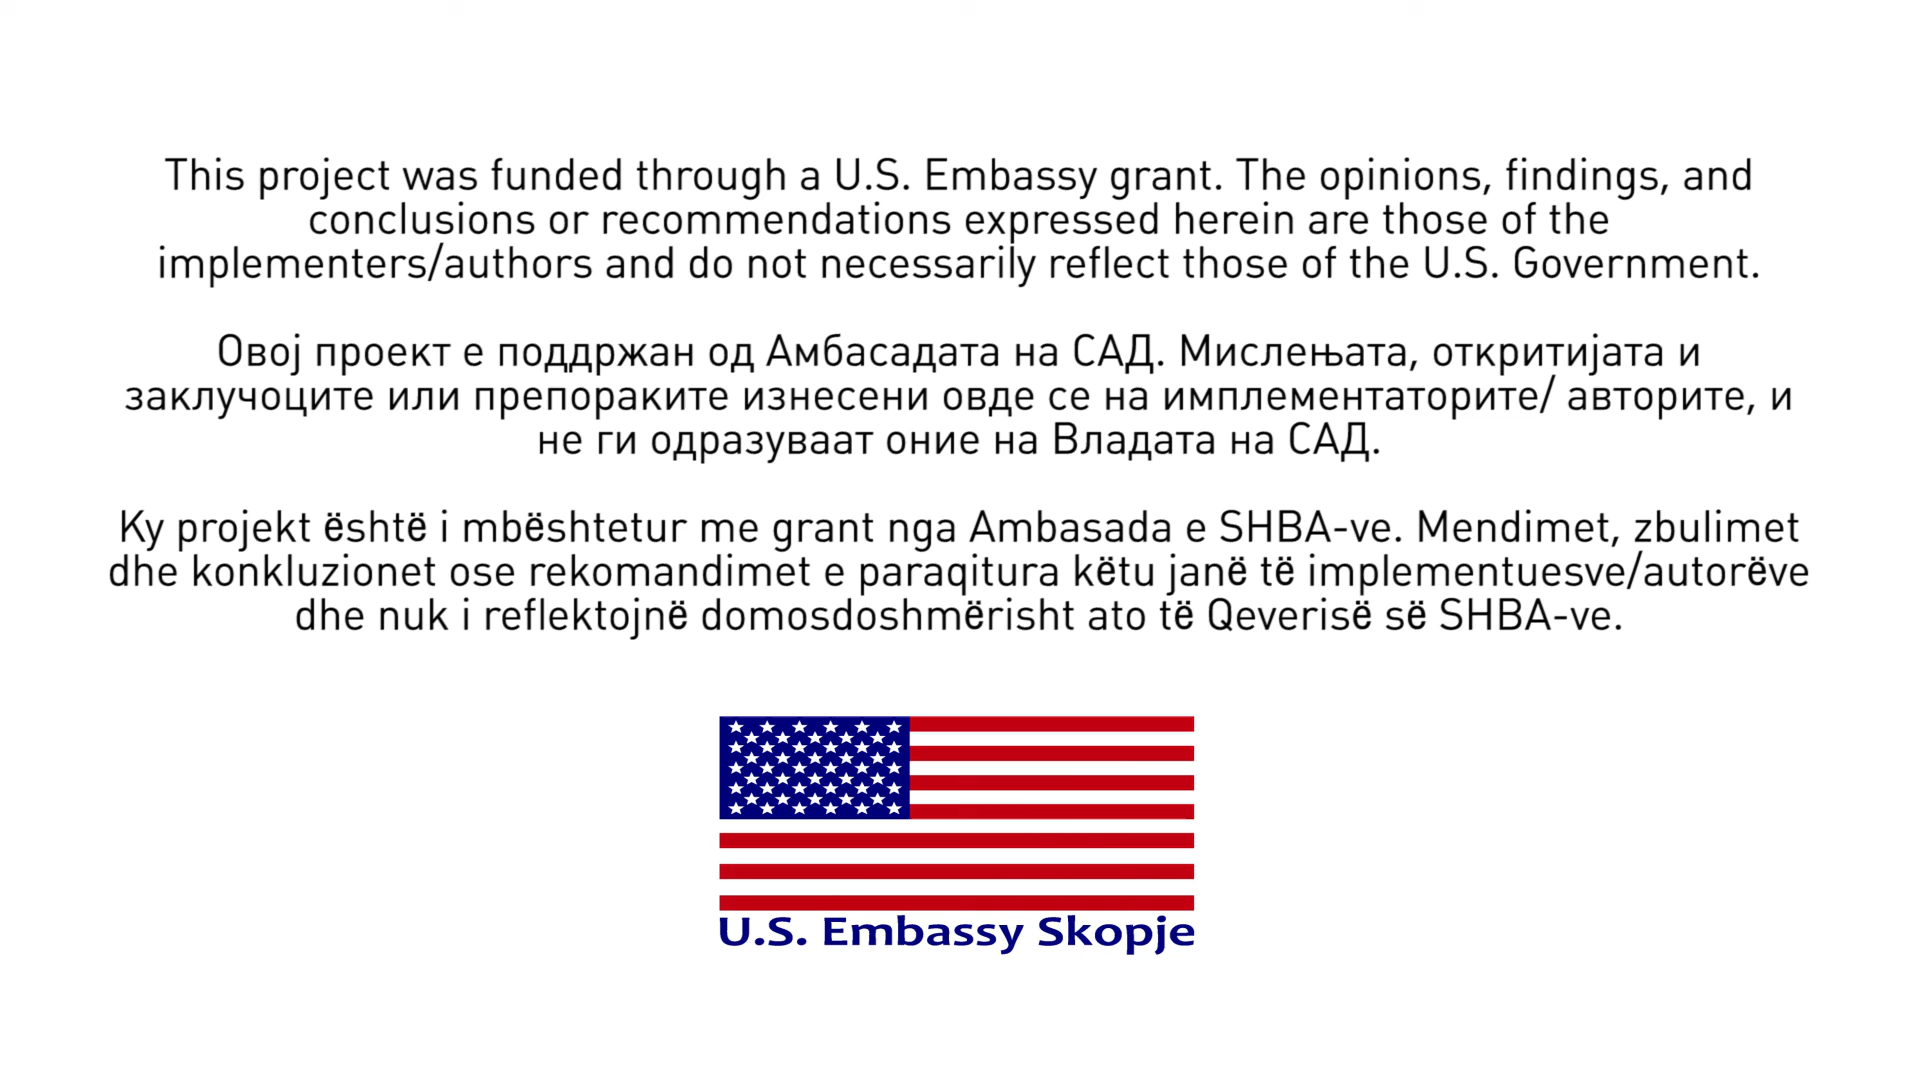 This project was funded through a U.S. Embassy grant. The opinions, findings, and
conclusions or recommendations expressed herein are those of the
implementers/authors and do not necessarily reflect those of the U.S. Government.
Овој проект е поддржан од Амбасадата на САД. Мислењата, откритијата и
заклучоците или препораките изнесени овде се на имплементаторите/ авторите, и
не ги одразуваат оние на Владата на САД.
Ky projekt është i mbështetur me grant nga Ambasada e SHBA-ve. Mendimet, zbulimet
dhe konkluzionet ose rekomandimet e paraqitura këtu janë të implementuesve/autorëve
dhe nuk i reflektojnë domosdoshmërisht ato të Qeverisë së SHBA-ve.
U.S. Embassy Skopje